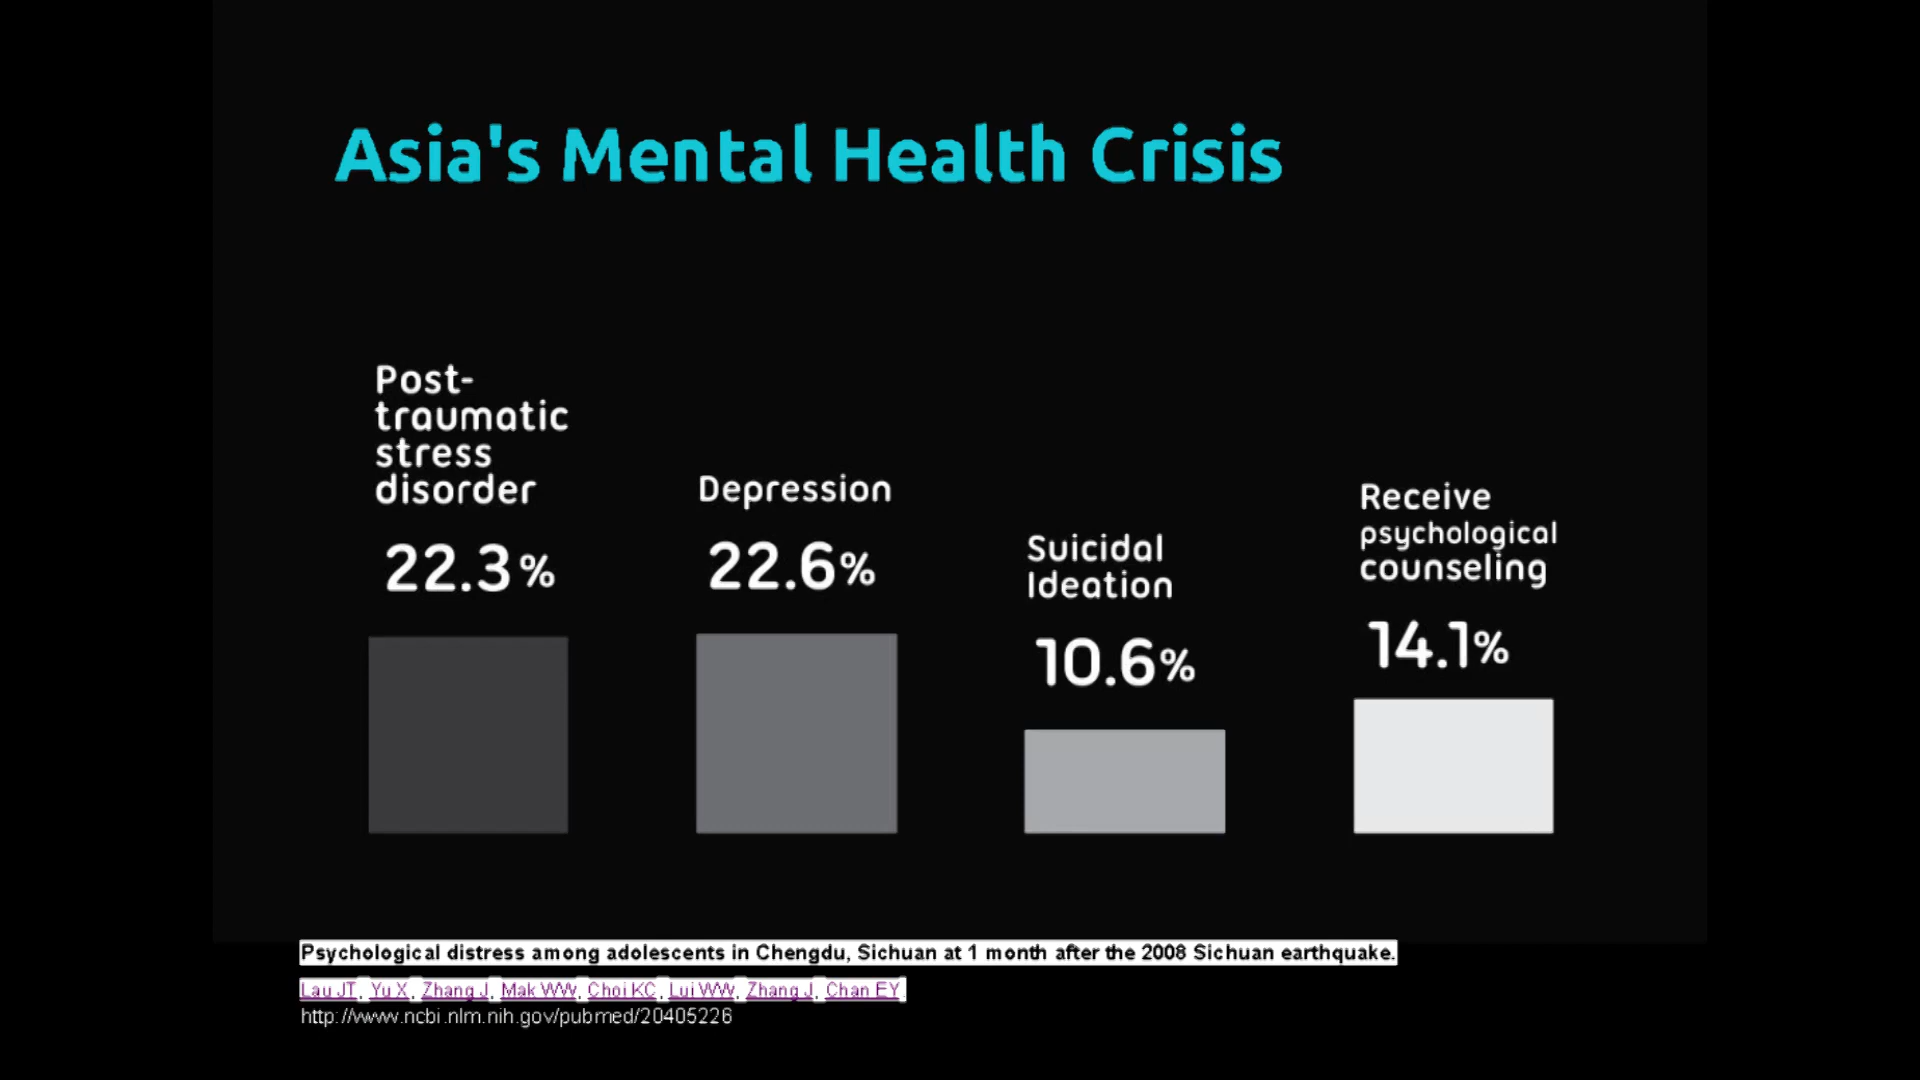 Asia's Mental Health Crisis
Post-
traumatic
stress
disorder
22.3%
Depression
22.6%
Suicidal
Ideation
10.6%
Receive
psychological
counseling
14.1%
Psychological distress among adolescents in Chengdu, Sichuan at 1 month after the 2008 Sichuan earthquake.
Lau JT, Yu X, Zhang J, Mak WW, Choi KC, Lui WW, Zhang J, Chan EY.
http://www.ncbi.nlm.nih.gov/pubmed/20405226